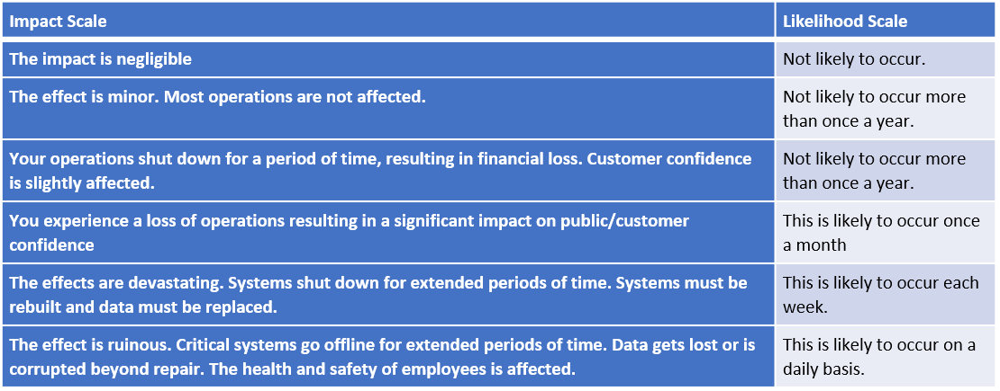 Impact Scale
Likelihood Scale
The impact is negligible
Not likely to occur.
The effect is minor. Most operations are not affected.
Not likely to occur more
than once a year.
Your operations shut down for a period of time, resulting in financial loss. Customer confidence
is slightly affected.
Not likely to occur more
than once a year.
You experience a loss of operations resulting in a significant impact on public/customer
confidence
This is likely to occur once
a month
The effects are devastating. Systems shut down for extended periods of time. Systems must be
rebuilt and data must be replaced.
This is likely to occur each
week.
The effect is ruinous. Critical systems go offline for extended periods of time. Data gets lost or is
corrupted beyond repair. The health and safety of employees is affected.
This is likely to occur on a
daily basis.